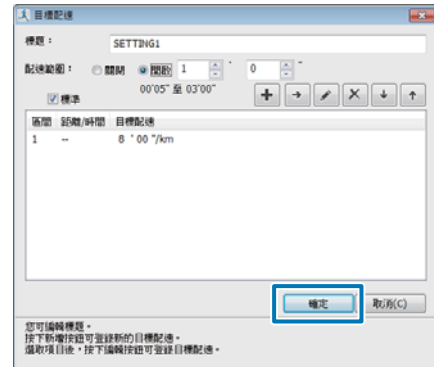 目標配速
標題：
SETTING1
配速範圍：
關閉
開啟
1
'
0
"
00'05" 至 03'00"
標準
區間 距離/時間 目標配速
1 -- 8 ' 00 "/km
確定
取消(C)
您可編輯標題。
按下新增按鈕可登錄新的目標配速。
選取項目後，按下編輯按鈕可登錄目標配速。